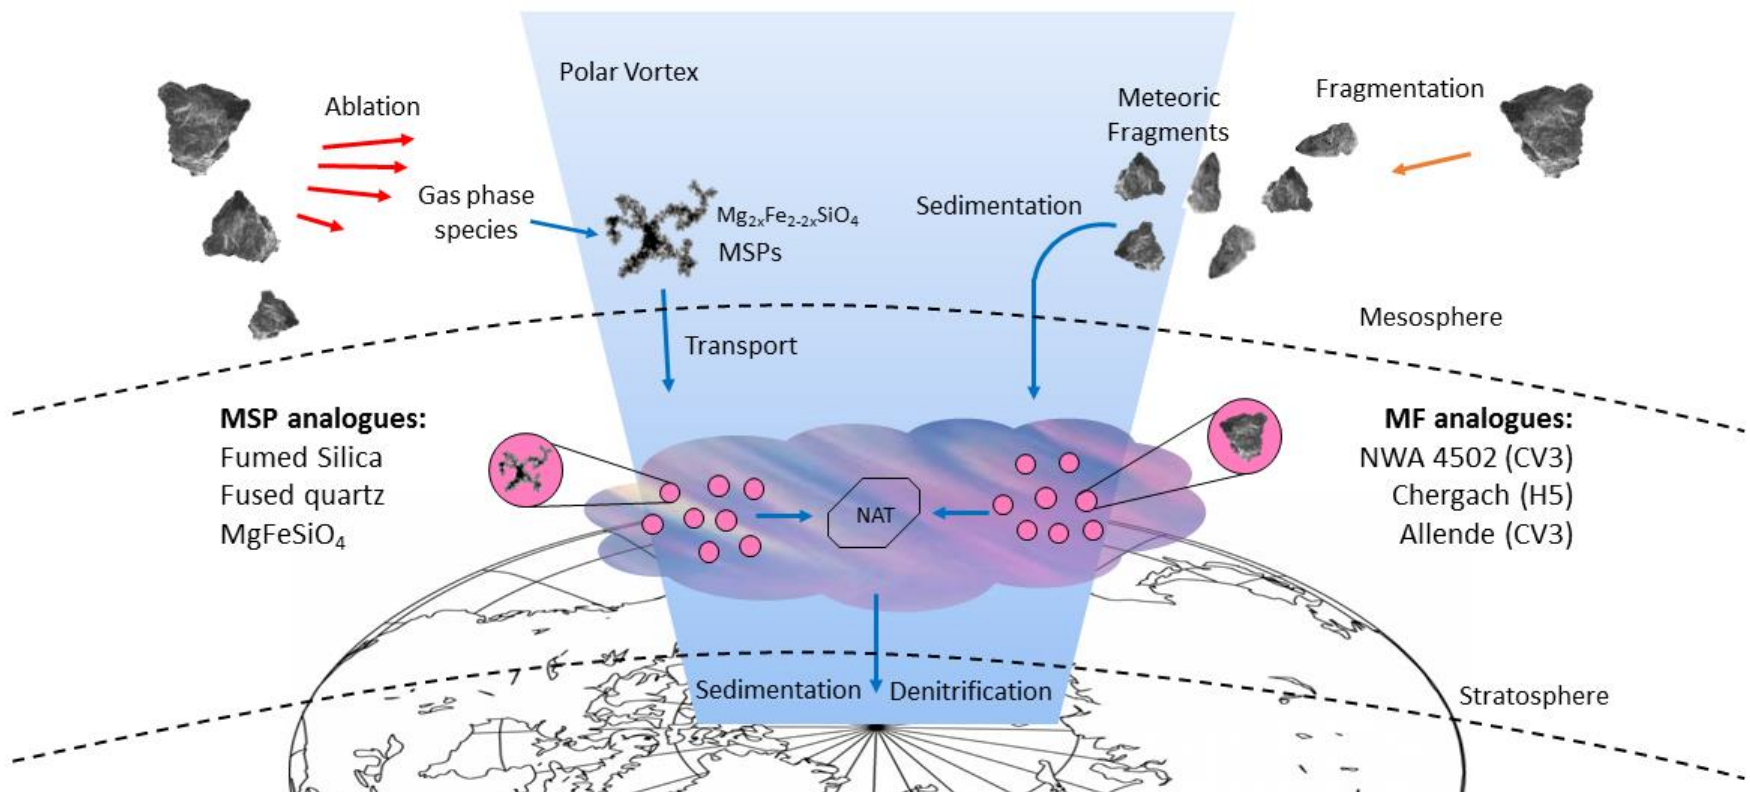 Polar Vortex
Ablation
Gas phase
species
Mg₂ₓFe₂₋₂ₓSiO₄
MSPs
Transport
Meteoric
Fragments
Fragmentation
Sedimentation
Mesosphere
MSP analogues:
Fumed Silica
Fused quartz
MgFeSiO₄
NAT
MF analogues:
NWA 4502 (CV3)
Chergach (H5)
Allende (CV3)
Sedimentation
Denitrification
Stratosphere